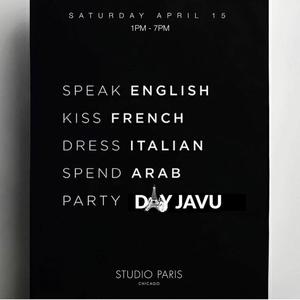 SATURDAY APRIL 15
1PM - 7PM
SPEAK ENGLISH
KISS FRENCH
DRESS ITALIAN
SPEND ARAB
PARTY DAY JAVU
STUDIO PARIS
CHICAGO